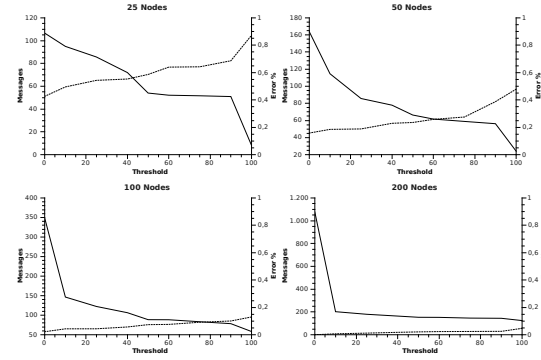 25 Nodes
120
100
80
60
40
20
0
Messages
1
0,8
0,6
0,4
0,2
0
Error %
0 20 40 60 80 100
Threshold
50 Nodes
180
160
140
120
100
80
60
40
20
Messages
1
0,8
0,6
0,4
0,2
0
Error %
0 20 40 60 80 100
Threshold
100 Nodes
400
350
300
250
200
150
100
50
Messages
1
0,8
0,6
0,4
0,2
0
Error %
0 20 40 60 80 100
Threshold
200 Nodes
1.200
1.000
800
600
400
200
0
Messages
1
0,8
0,6
0,4
0,2
0
Error %
0 20 40 60 80 100
Threshold